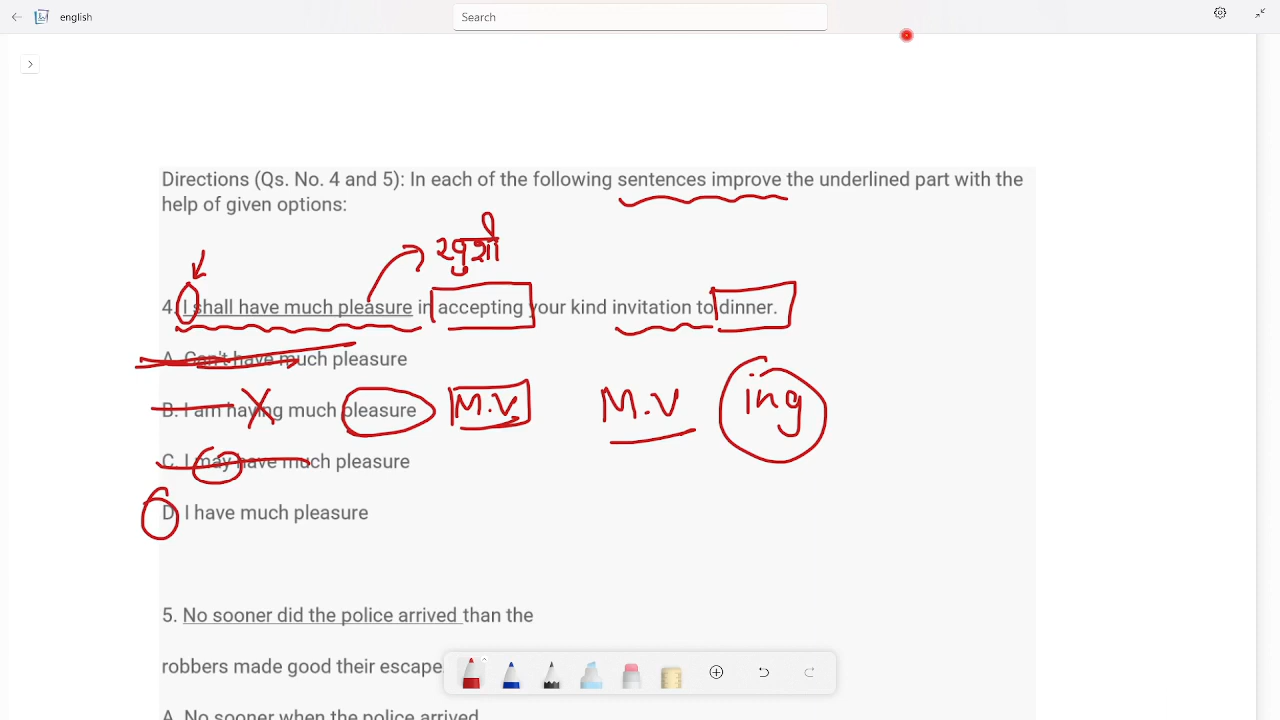 english
Search
Directions (Qs. No. 4 and 5): In each of the following sentences improve the underlined part with the
help of given options:
खुशी
4. I shall have much pleasure in accepting your kind invitation to dinner.
A. Can't have much pleasure
B. I am having much pleasure M.V. M.V ing
C. I may have much pleasure
D. I have much pleasure
5. No sooner did the police arrived than the
robbers made good their escape
A. No sooner when the police arrived